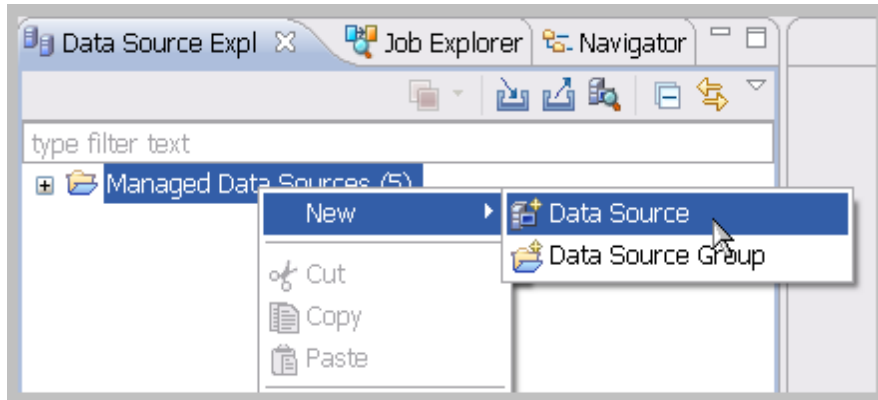 Data Source Expl Job Explorer Navigator
type filter text
Managed Data Sources (5)
New Data Source
Data Source Group
Cut
Copy
Paste